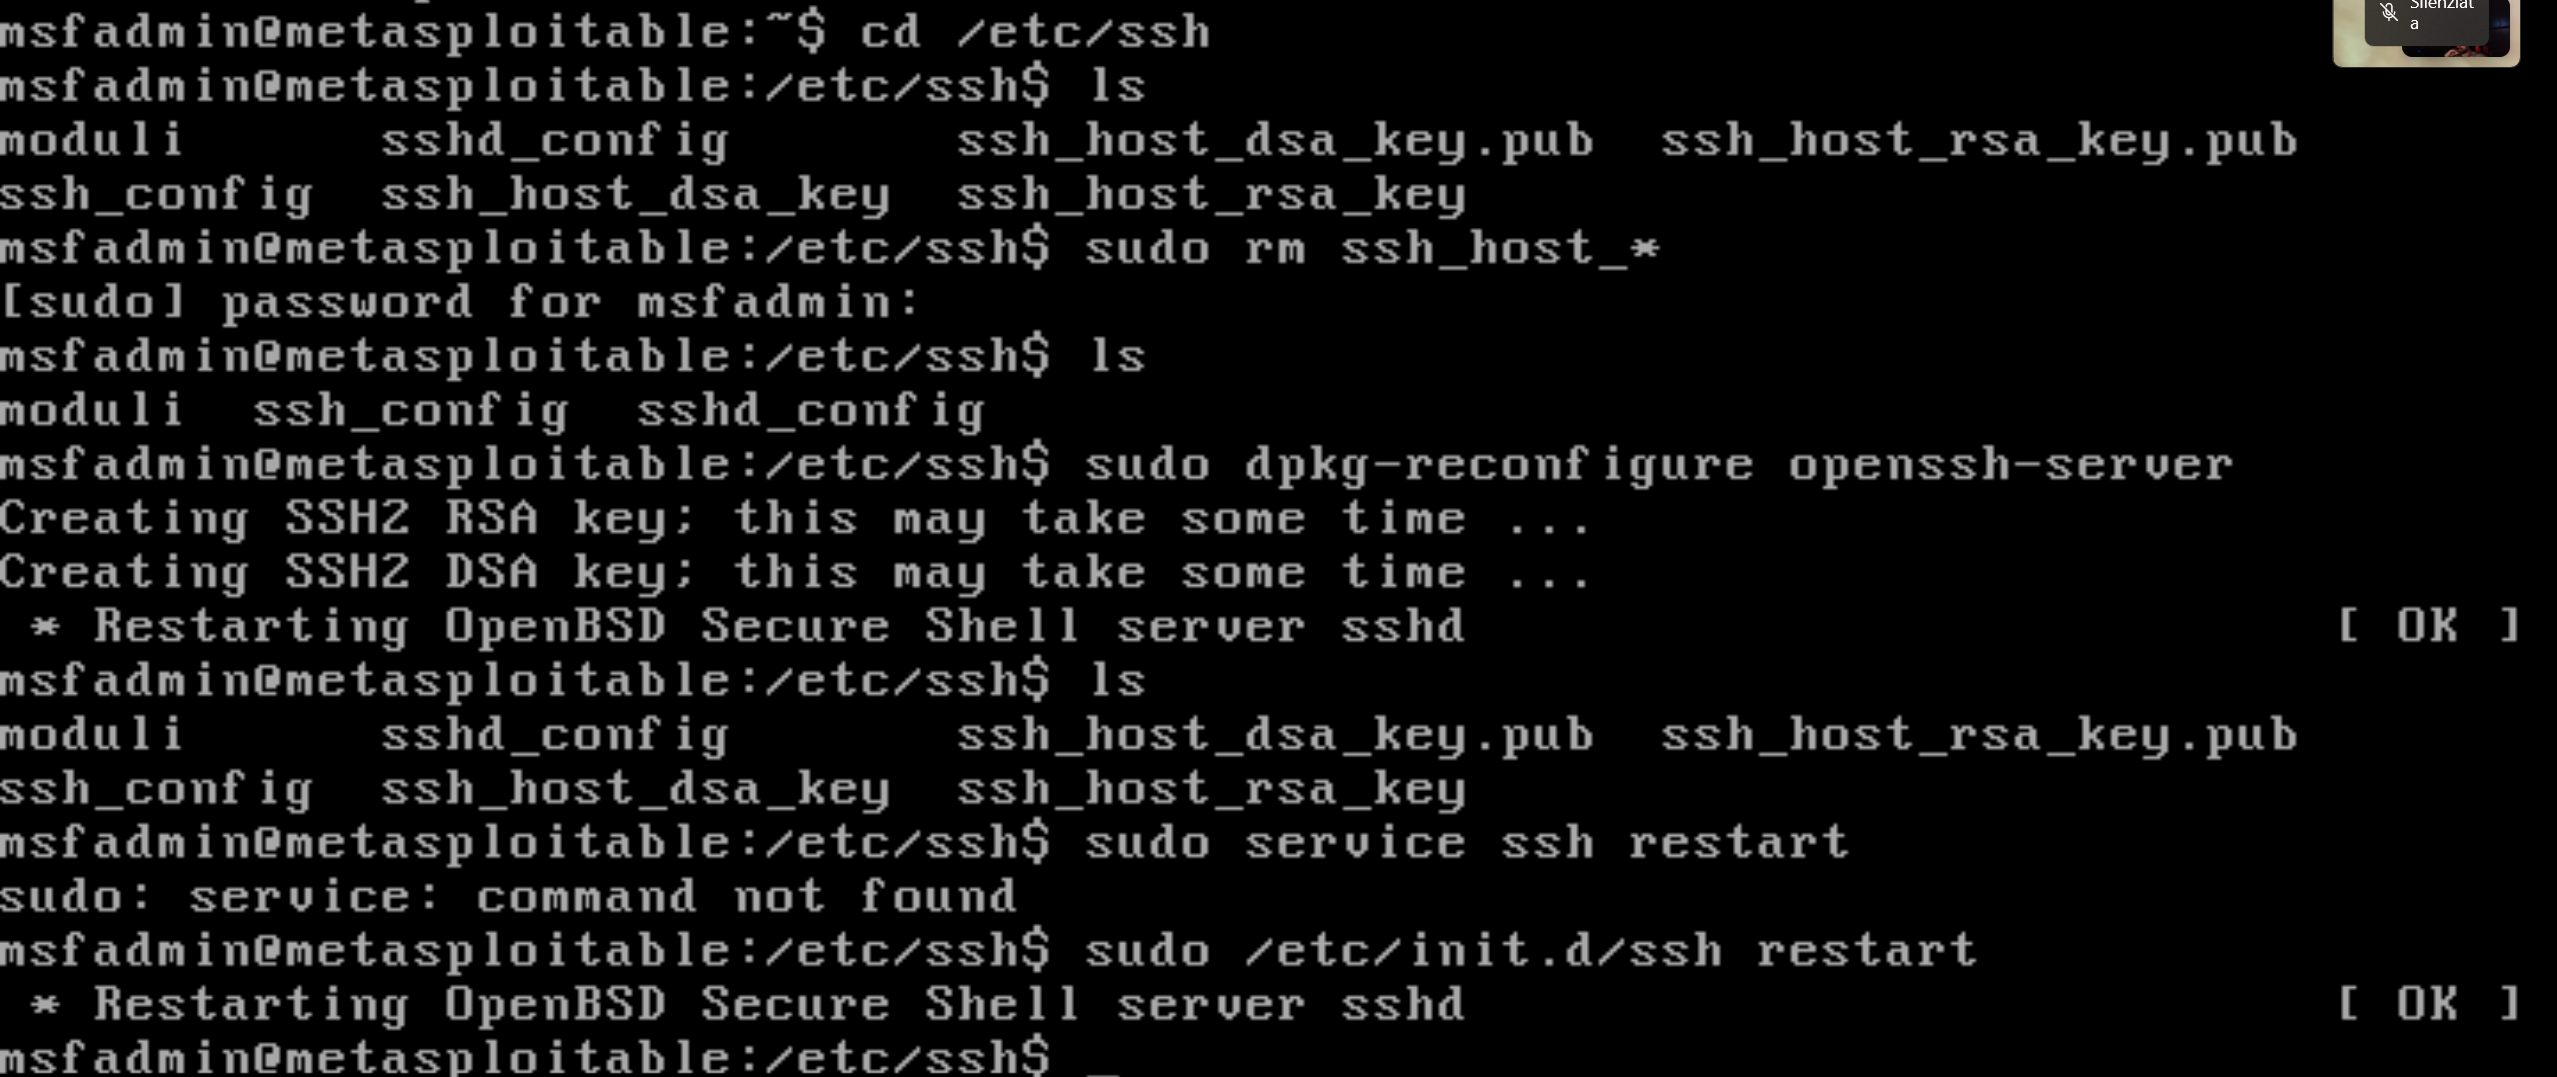 msfadmin@metasploitable:~$ cd /etc/ssh
msfadmin@metasploitable:/etc/ssh$ ls
moduli      sshd_config       ssh_host_dsa_key.pub  ssh_host_rsa_key.pub
ssh_config  ssh_host_dsa_key  ssh_host_rsa_key
msfadmin@metasploitable:/etc/ssh$ sudo rm ssh_host_*
[sudo] password for msfadmin:
msfadmin@metasploitable:/etc/ssh$ ls
moduli  ssh_config  sshd_config
msfadmin@metasploitable:/etc/ssh$ sudo dpkg-reconfigure openssh-server
Creating SSH2 RSA key; this may take some time ...
Creating SSH2 DSA key; this may take some time ...
 * Restarting OpenBSD Secure Shell server sshd                           [ OK ]
msfadmin@metasploitable:/etc/ssh$ ls
moduli      sshd_config       ssh_host_dsa_key.pub  ssh_host_rsa_key.pub
ssh_config  ssh_host_dsa_key  ssh_host_rsa_key
msfadmin@metasploitable:/etc/ssh$ sudo service ssh restart
sudo: service: command not found
msfadmin@metasploitable:/etc/ssh$ sudo /etc/init.d/ssh restart
 * Restarting OpenBSD Secure Shell server sshd                           [ OK ]
msfadmin@metasploitable:/etc/ssh$ _
Silenziat
a